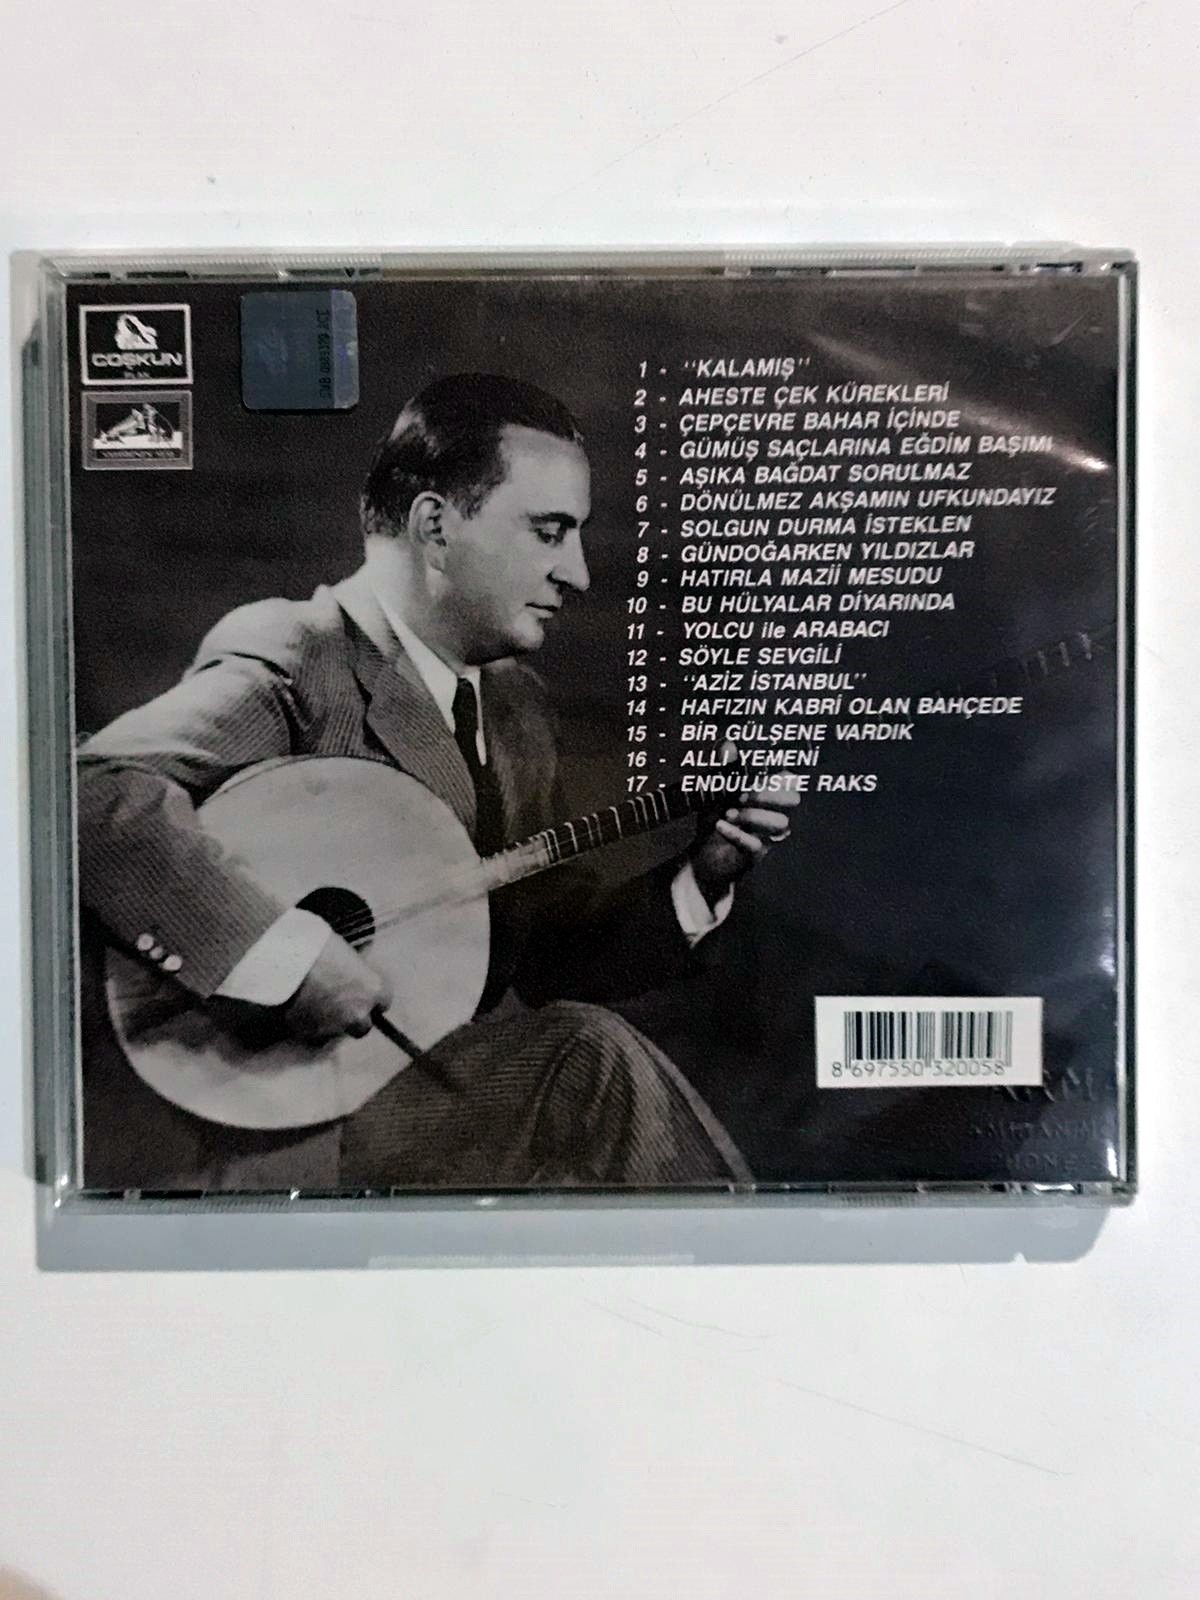 COŞKUN
PLAK
1 - "KALAMIŞ"
2 - AHESTE ÇEK KÜREKLERİ
3 - ÇEPÇEVRE BAHAR İÇİNDE
4 - GÜMÜŞ SAÇLARINA EĞDİM BAŞIMI
5 - AŞIKA BAĞDAT SORULMAZ
6 - DÖNÜLMEZ AKŞAMIN UFKUNDAYIZ
7 - SOLGUN DURMA İSTEKLEN
8 - GÜNDOĞARKEN YILDIZLAR
9 - HATIRLA MAZİİ MESUDU
10 - BU HÜLYALAR DİYARINDA
11 - YOLCU ile ARABACI
12 - SÖYLE SEVGİLİ
13 - "AZİZ İSTANBUL"
14 - HAFIZIN KABRİ OLAN BAHÇEDE
15 - BİR GÜLŞENE VARDIK
16 - ALLI YEMENİ
17 - ENDÜLÜSTE RAKS
8 697550 320058